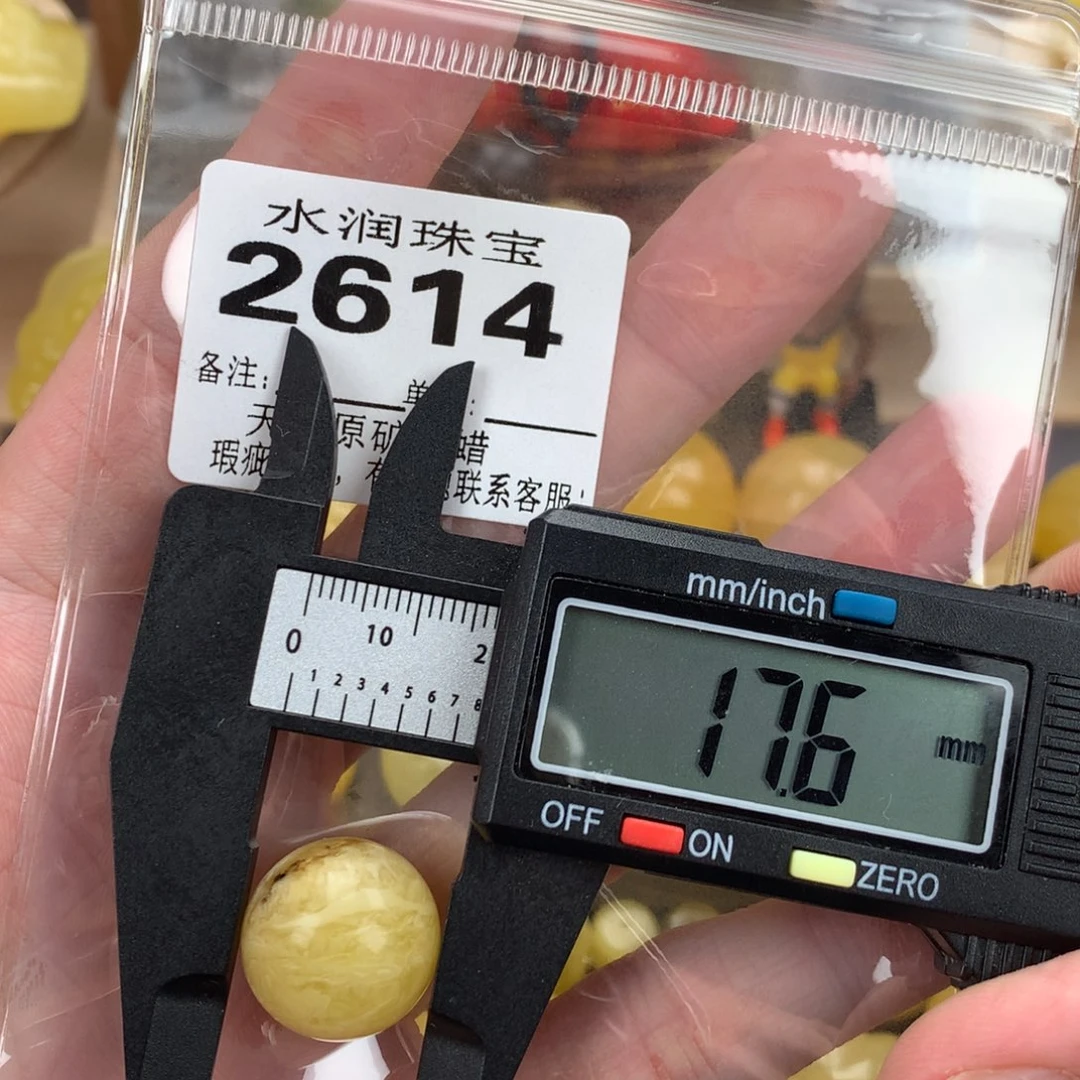 水润珠宝
2614
备注: 单 :
天 原矿 蜡
瑕疵 , 有 联系客服!
mm/inch
0 10 2
1 2 3 4 5 6 7 8
17.6 mm
OFF ON ZERO